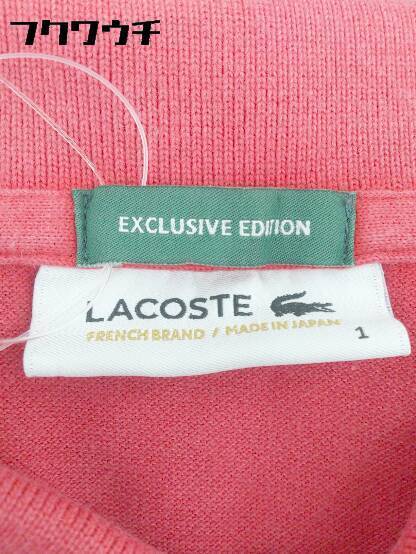 フクワウチ
EXCLUSIVE EDITION
LACOSTE
FRENCH BRAND / MADE IN JAPAN
1